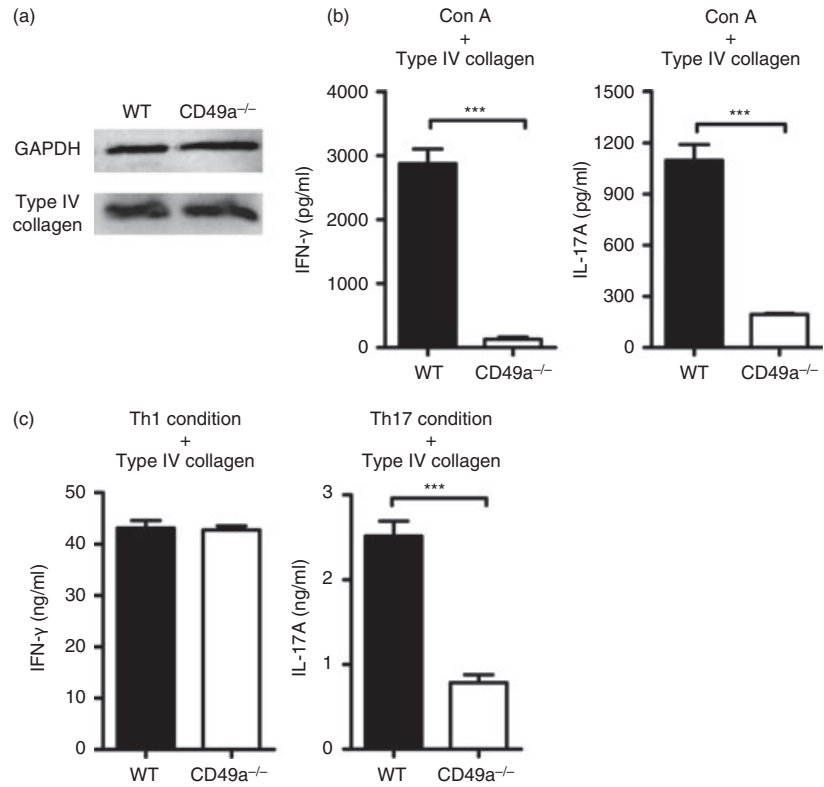 (a)
WT CD49a–/–
GAPDH
Type IV
collagen
(b)
Con A
+
Type IV collagen
4000
3000
2000
1000
0
IFN-γ (pg/ml)
***
WT CD49a–/–
Con A
+
Type IV collagen
1500
1200
900
600
300
0
IL-17A (pg/ml)
***
WT CD49a–/–
(c)
Th1 condition
+
Type IV collagen
50
40
30
20
10
0
IFN-γ (ng/ml)
WT CD49a–/–
Th17 condition
+
Type IV collagen
3
2
1
0
IL-17A (ng/ml)
***
WT CD49a–/–